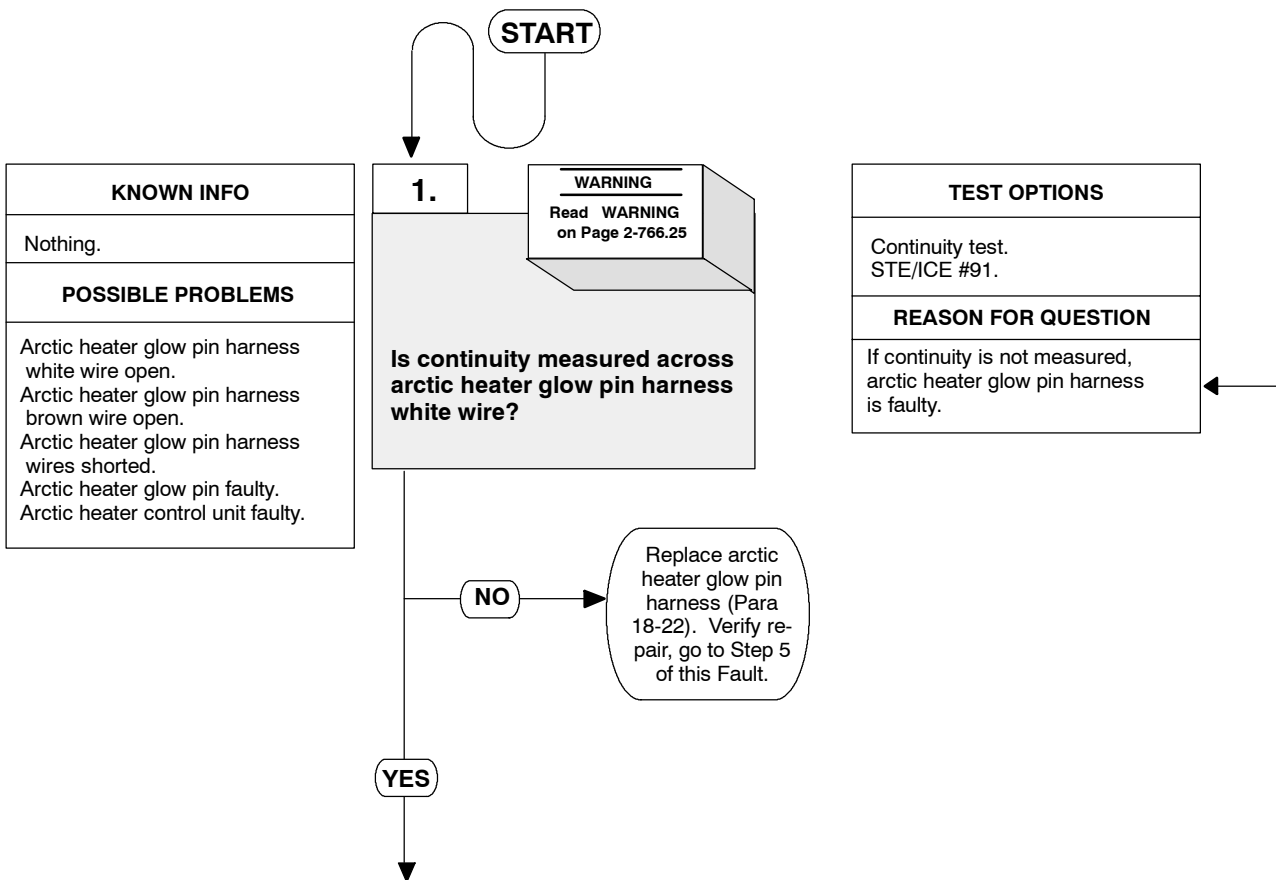 START
KNOWN INFO
Nothing.
POSSIBLE PROBLEMS
Arctic heater glow pin harness
white wire open.
Arctic heater glow pin harness
brown wire open.
Arctic heater glow pin harness
wires shorted.
Arctic heater glow pin faulty.
Arctic heater control unit faulty.
1.
WARNING
Read WARNING
on Page 2-766.25
Is continuity measured across
arctic heater glow pin harness
white wire?
TEST OPTIONS
Continuity test.
STE/ICE #91.
REASON FOR QUESTION
If continuity is not measured,
arctic heater glow pin harness
is faulty.
NO
Replace arctic
heater glow pin
harness (Para
18-22). Verify re-
pair, go to Step 5
of this Fault.
YES